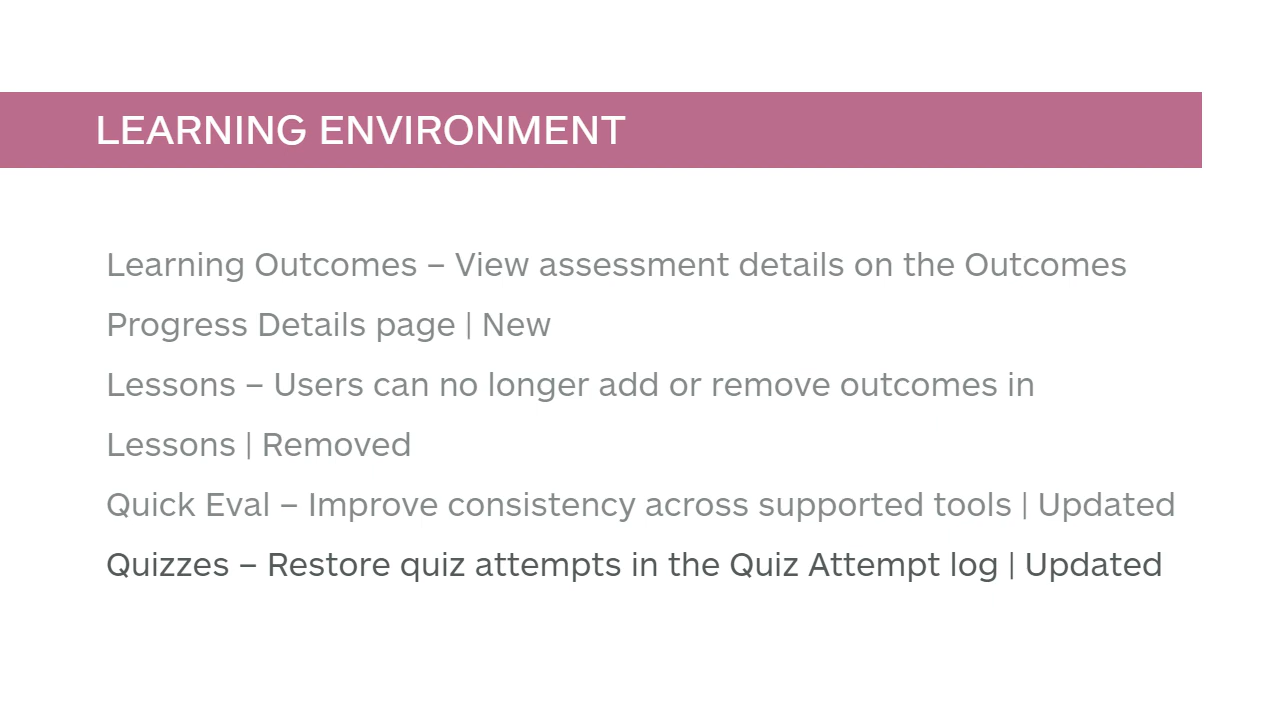 LEARNING ENVIRONMENT
Learning Outcomes – View assessment details on the Outcomes
Progress Details page | New
Lessons – Users can no longer add or remove outcomes in
Lessons | Removed
Quick Eval – Improve consistency across supported tools | Updated
Quizzes – Restore quiz attempts in the Quiz Attempt log | Updated